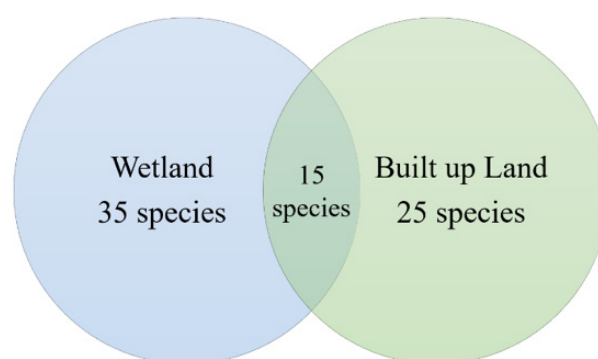 Wetland
35 species
15
species
Built up Land
25 species